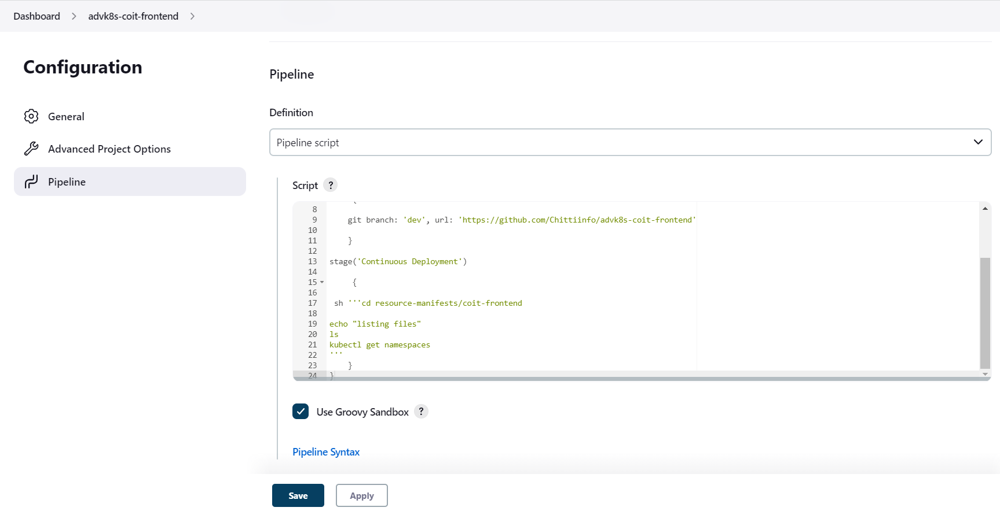 Dashboard > advk8s-coit-frontend >
Configuration
General
Advanced Project Options
Pipeline
Pipeline
Definition
Pipeline script
Script ?
8 {
9 git branch: 'dev', url: 'https://github.com/Chittiinfo/advk8s-coit-frontend'
10
11 }
12
13 stage('Continuous Deployment')
14
15 {
16
17 sh '''cd resource-manifests/coit-frontend
18
19 echo "listing files"
20 ls
21 kubectl get namespaces
22 '''
23 }
24 }
Use Groovy Sandbox ?
Pipeline Syntax
Save
Apply